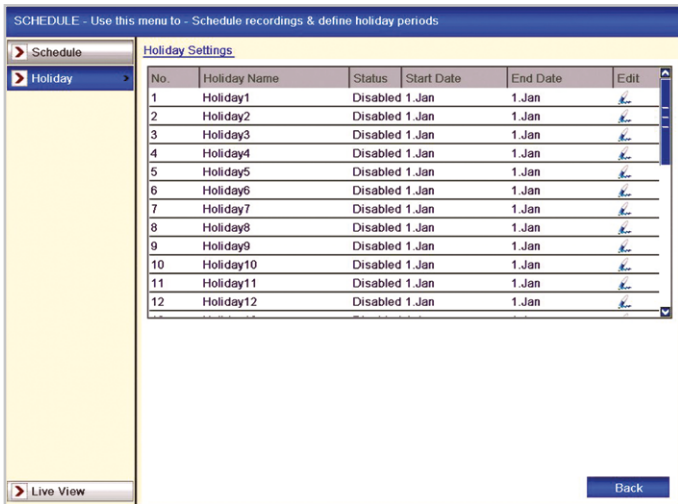 SCHEDULE - Use this menu to - Schedule recordings & define holiday periods
Schedule
Holiday
Holiday Settings
No. Holiday Name Status Start Date End Date Edit
1 Holiday1 Disabled 1.Jan 1.Jan
2 Holiday2 Disabled 1.Jan 1.Jan
3 Holiday3 Disabled 1.Jan 1.Jan
4 Holiday4 Disabled 1.Jan 1.Jan
5 Holiday5 Disabled 1.Jan 1.Jan
6 Holiday6 Disabled 1.Jan 1.Jan
7 Holiday7 Disabled 1.Jan 1.Jan
8 Holiday8 Disabled 1.Jan 1.Jan
9 Holiday9 Disabled 1.Jan 1.Jan
10 Holiday10 Disabled 1.Jan 1.Jan
11 Holiday11 Disabled 1.Jan 1.Jan
12 Holiday12 Disabled 1.Jan 1.Jan
Live View
Back